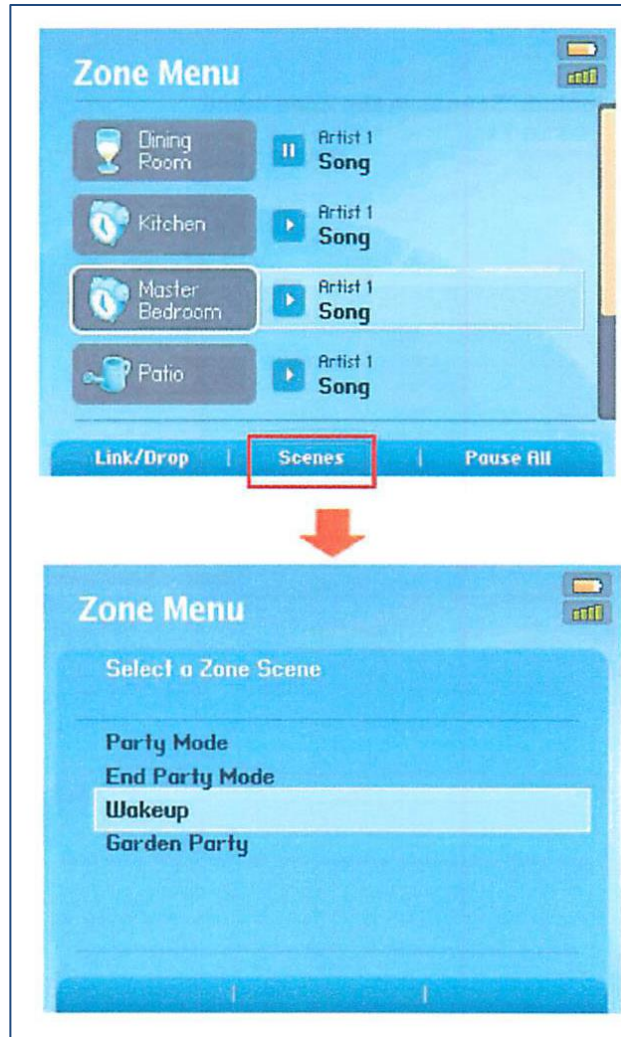 Zone Menu
Dining
Room
Artist 1
Song
Kitchen
Artist 1
Song
Master
Bedroom
Artist 1
Song
Patio
Artist 1
Song
Link/Drop | Scenes | Pause All
Zone Menu
Select a Zone Scene
Party Mode
End Party Mode
Wakeup
Garden Party